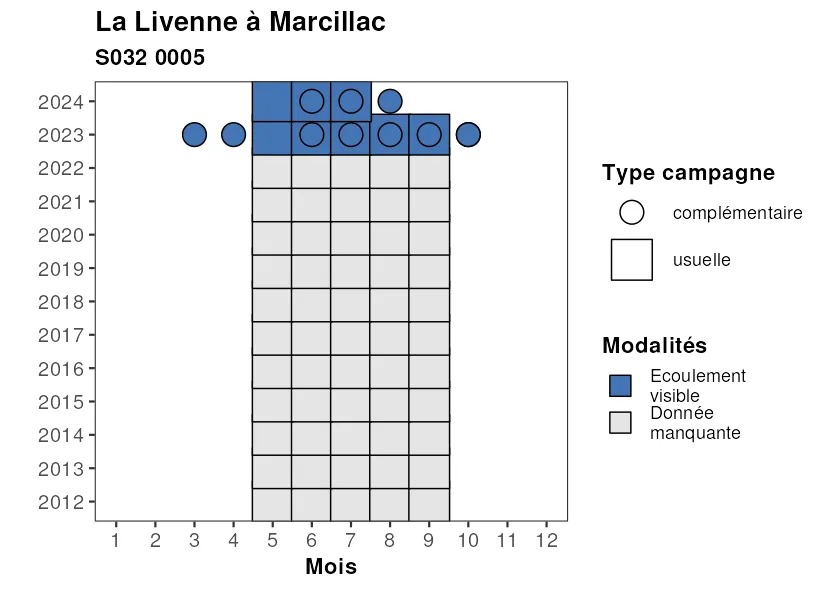 La Livenne à Marcillac
S032 0005
2024
2023
2022
2021
2020
2019
2018
2017
2016
2015
2014
2013
2012
1 2 3 4 5 6 7 8 9 10 11 12
Mois
Type campagne
complémentaire
usuelle
Modalités
Ecoulement
visible
Donnée
manquante